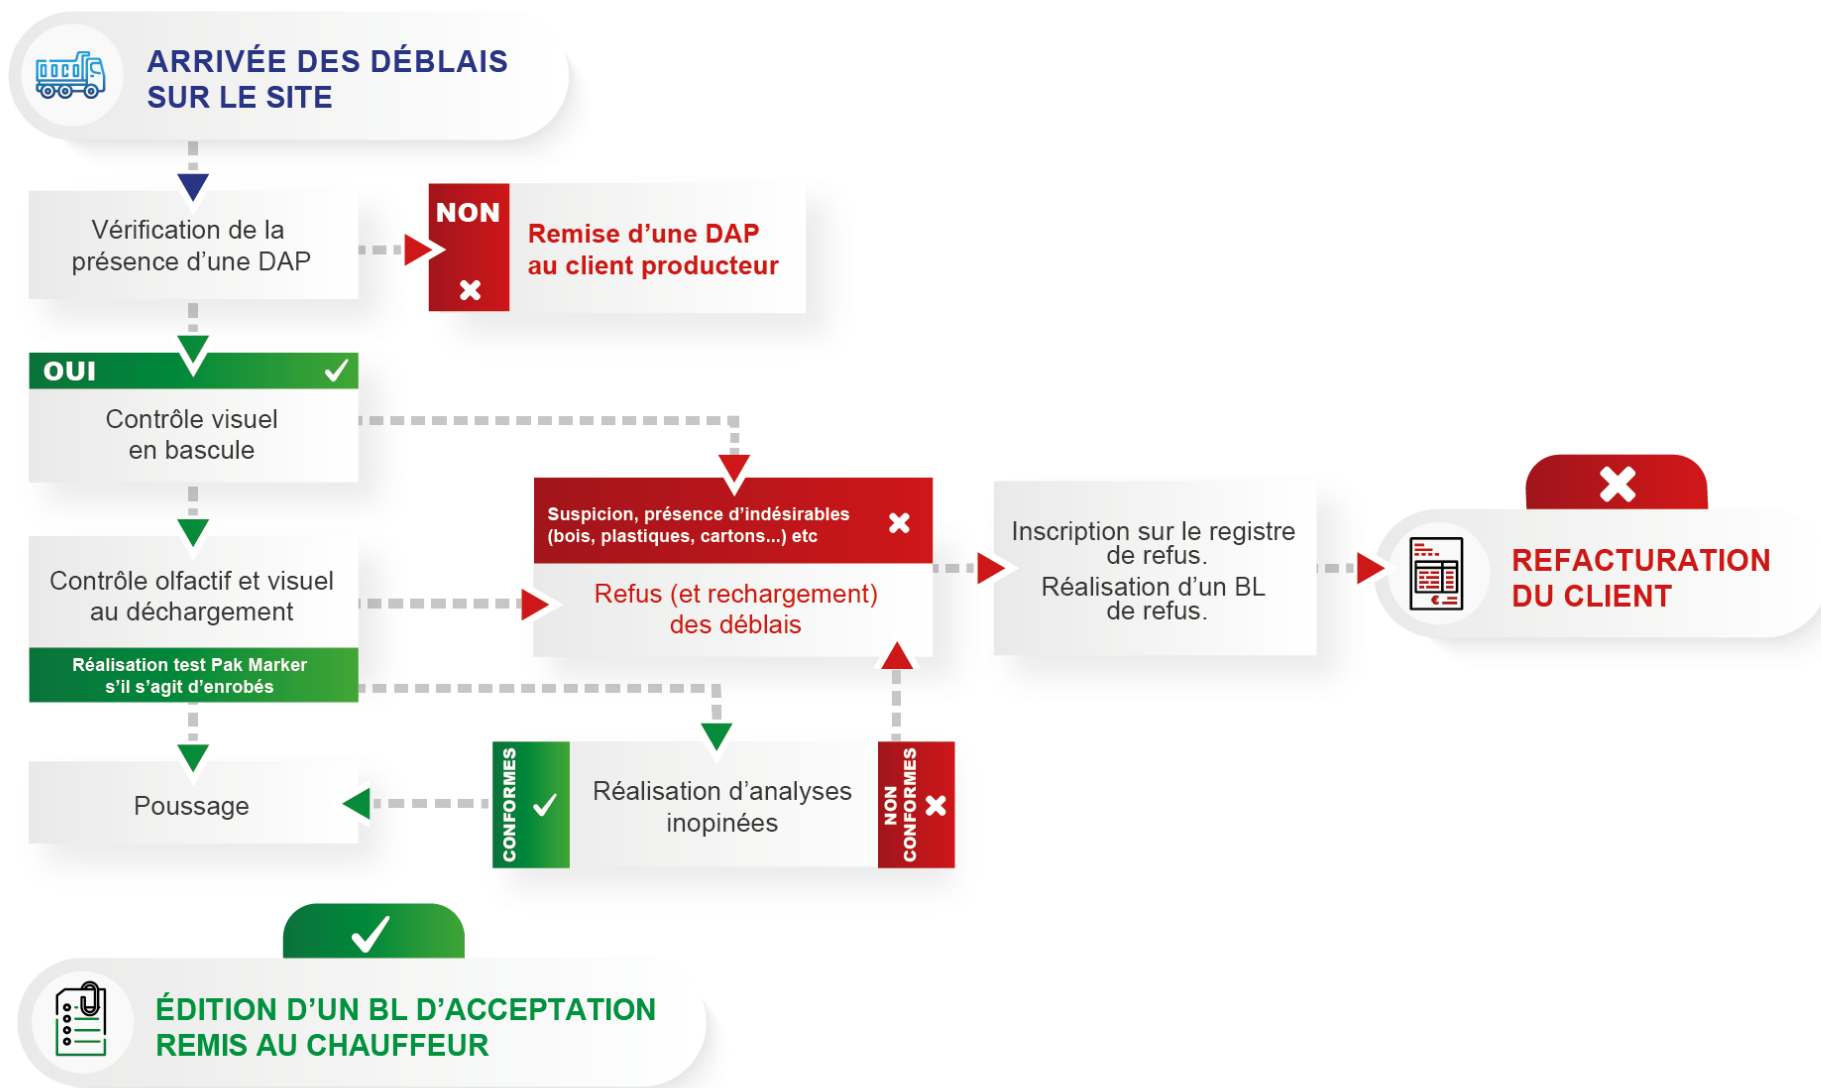 ARRIVÉE DES DÉBLAIS
SUR LE SITE
Vérification de la
présence d'une DAP
NON
Remise d'une DAP
au client producteur
OUI
Contrôle visuel
en bascule
Suspicion, présence d'indésirables
(bois, plastiques, cartons...) etc
Refus (et rechargement)
des déblais
Inscription sur le registre
de refus.
Réalisation d'un BL
de refus.
REFACTURATION
DU CLIENT
Contrôle olfactif et visuel
au déchargement
Réalisation test Pak Marker
s'il s'agit d'enrobés
CONFORMES
Réalisation d'analyses
inopinées
NON
CONFORMES
Poussage
ÉDITION D'UN BL D'ACCEPTATION
REMIS AU CHAUFFEUR